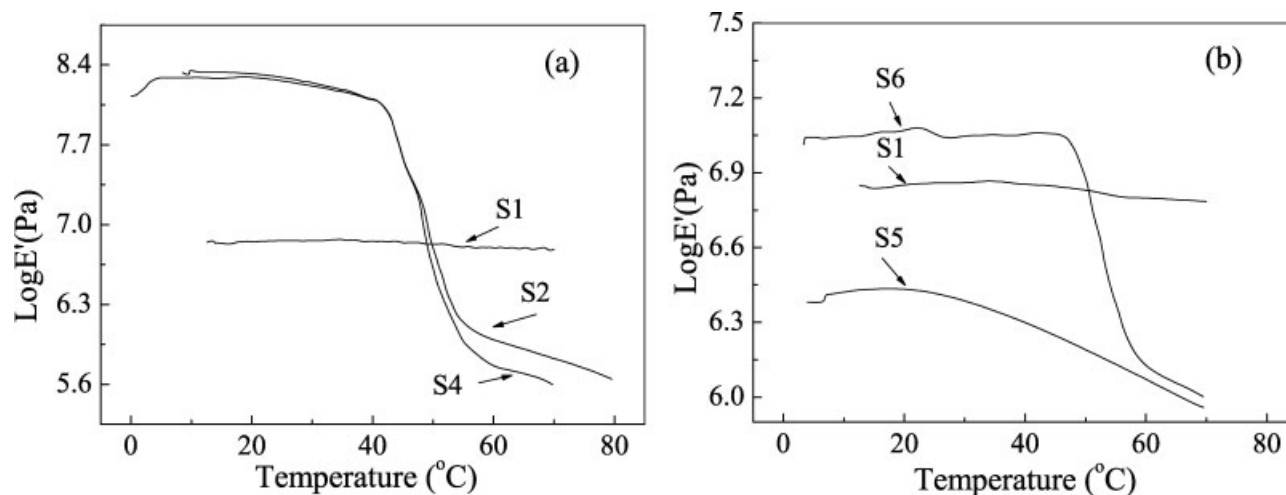 (a)
8.4
7.7
7.0
6.3
5.6
LogE'(Pa)
S1
S2
S4
0 20 40 60 80
Temperature (°C)
(b)
7.5
7.2
6.9
6.6
6.3
6.0
LogE'(Pa)
S6
S1
S5
0 20 40 60 80
Temperature (°C)